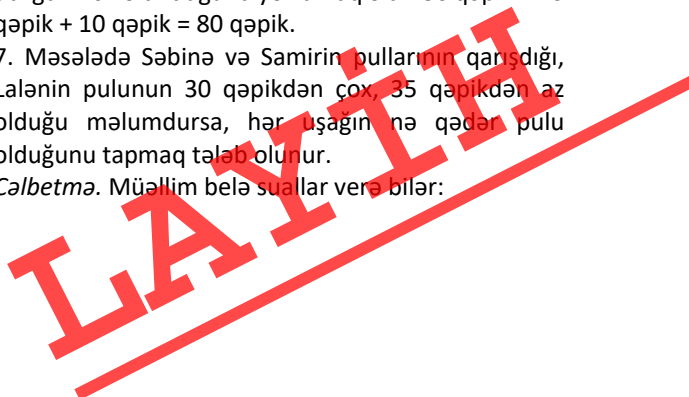 qəpik + 10 qəpik = 80 qəpik.
7. Məsələdə Səbinə və Samirin pullarının qarışdığı,
Lalənin pulunun 30 qəpikdən çox, 35 qəpikdən az
olduğu məlumdursa, hər uşağın nə qədər pulu
olduğunu tapmaq tələb olunur.
Cəlbetmə. Müəllim belə suallar verə bilər:
LAYİH